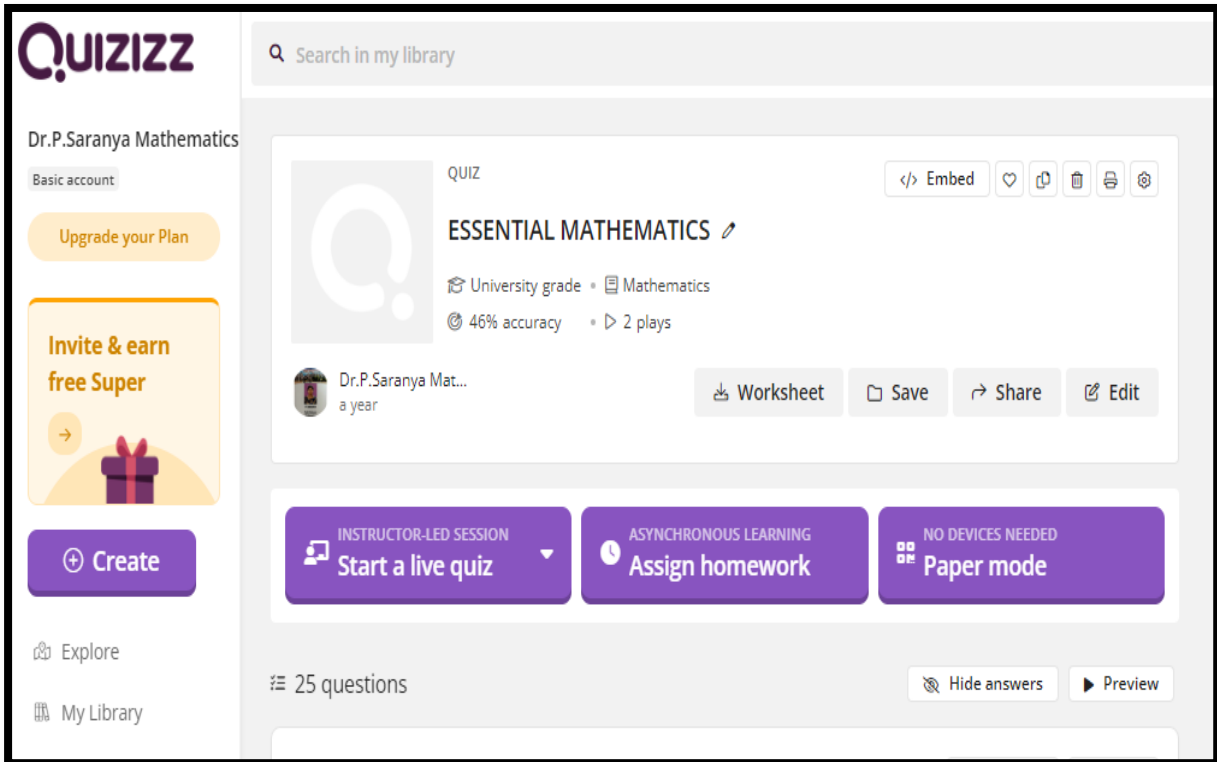 QUIZIZZ
Search in my library
Dr.P.Saranya Mathematics
Basic account
Upgrade your Plan
Invite & earn
free Super
Create
Explore
My Library
QUIZ
</> Embed
ESSENTIAL MATHEMATICS
University grade • Mathematics
46% accuracy • 2 plays
Dr.P.Saranya Mat...
a year
Worksheet
Save
Share
Edit
INSTRUCTOR-LED SESSION
Start a live quiz
ASYNCHRONOUS LEARNING
Assign homework
NO DEVICES NEEDED
Paper mode
25 questions
Hide answers
Preview